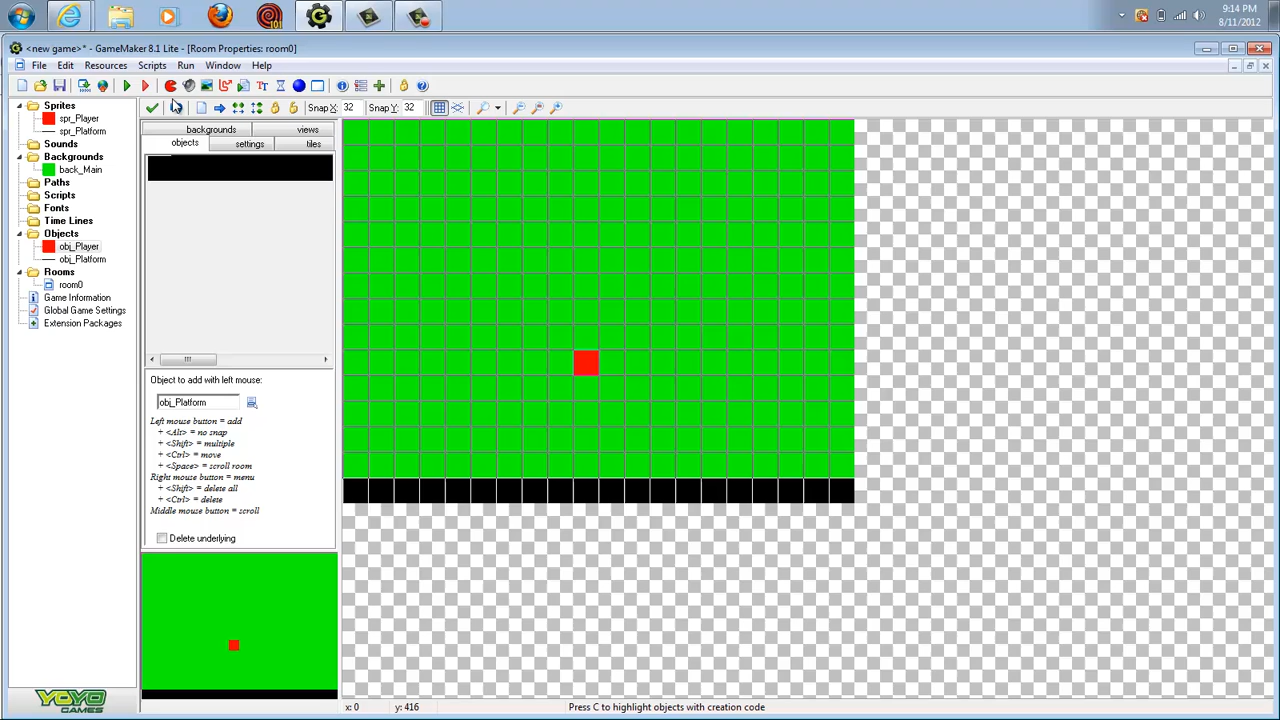 9:14 PM
8/11/2012
<new game>* - GameMaker 8.1 Lite - [Room Properties: room0]
File Edit Resources Scripts Run Window Help
Snap X: 32 Snap Y: 32
Sprites
spr_Player
spr_Platform
Sounds
Backgrounds
back_Main
Paths
Scripts
Fonts
Time Lines
Objects
obj_Player
obj_Platform
Rooms
room0
Game Information
Global Game Settings
Extension Packages
backgrounds views
objects settings tiles
Object to add with left mouse:
obj_Platform
Left mouse button = add
+ <Alt> = no snap
+ <Shift> = multiple
+ <Ctrl> = move
+ <Space> = scroll room
Right mouse button = menu
+ <Shift> = delete all
+ <Ctrl> = delete
Middle mouse button = scroll
Delete underlying
YOYO
GAMES
x: 0 y: 416 Press C to highlight objects with creation code